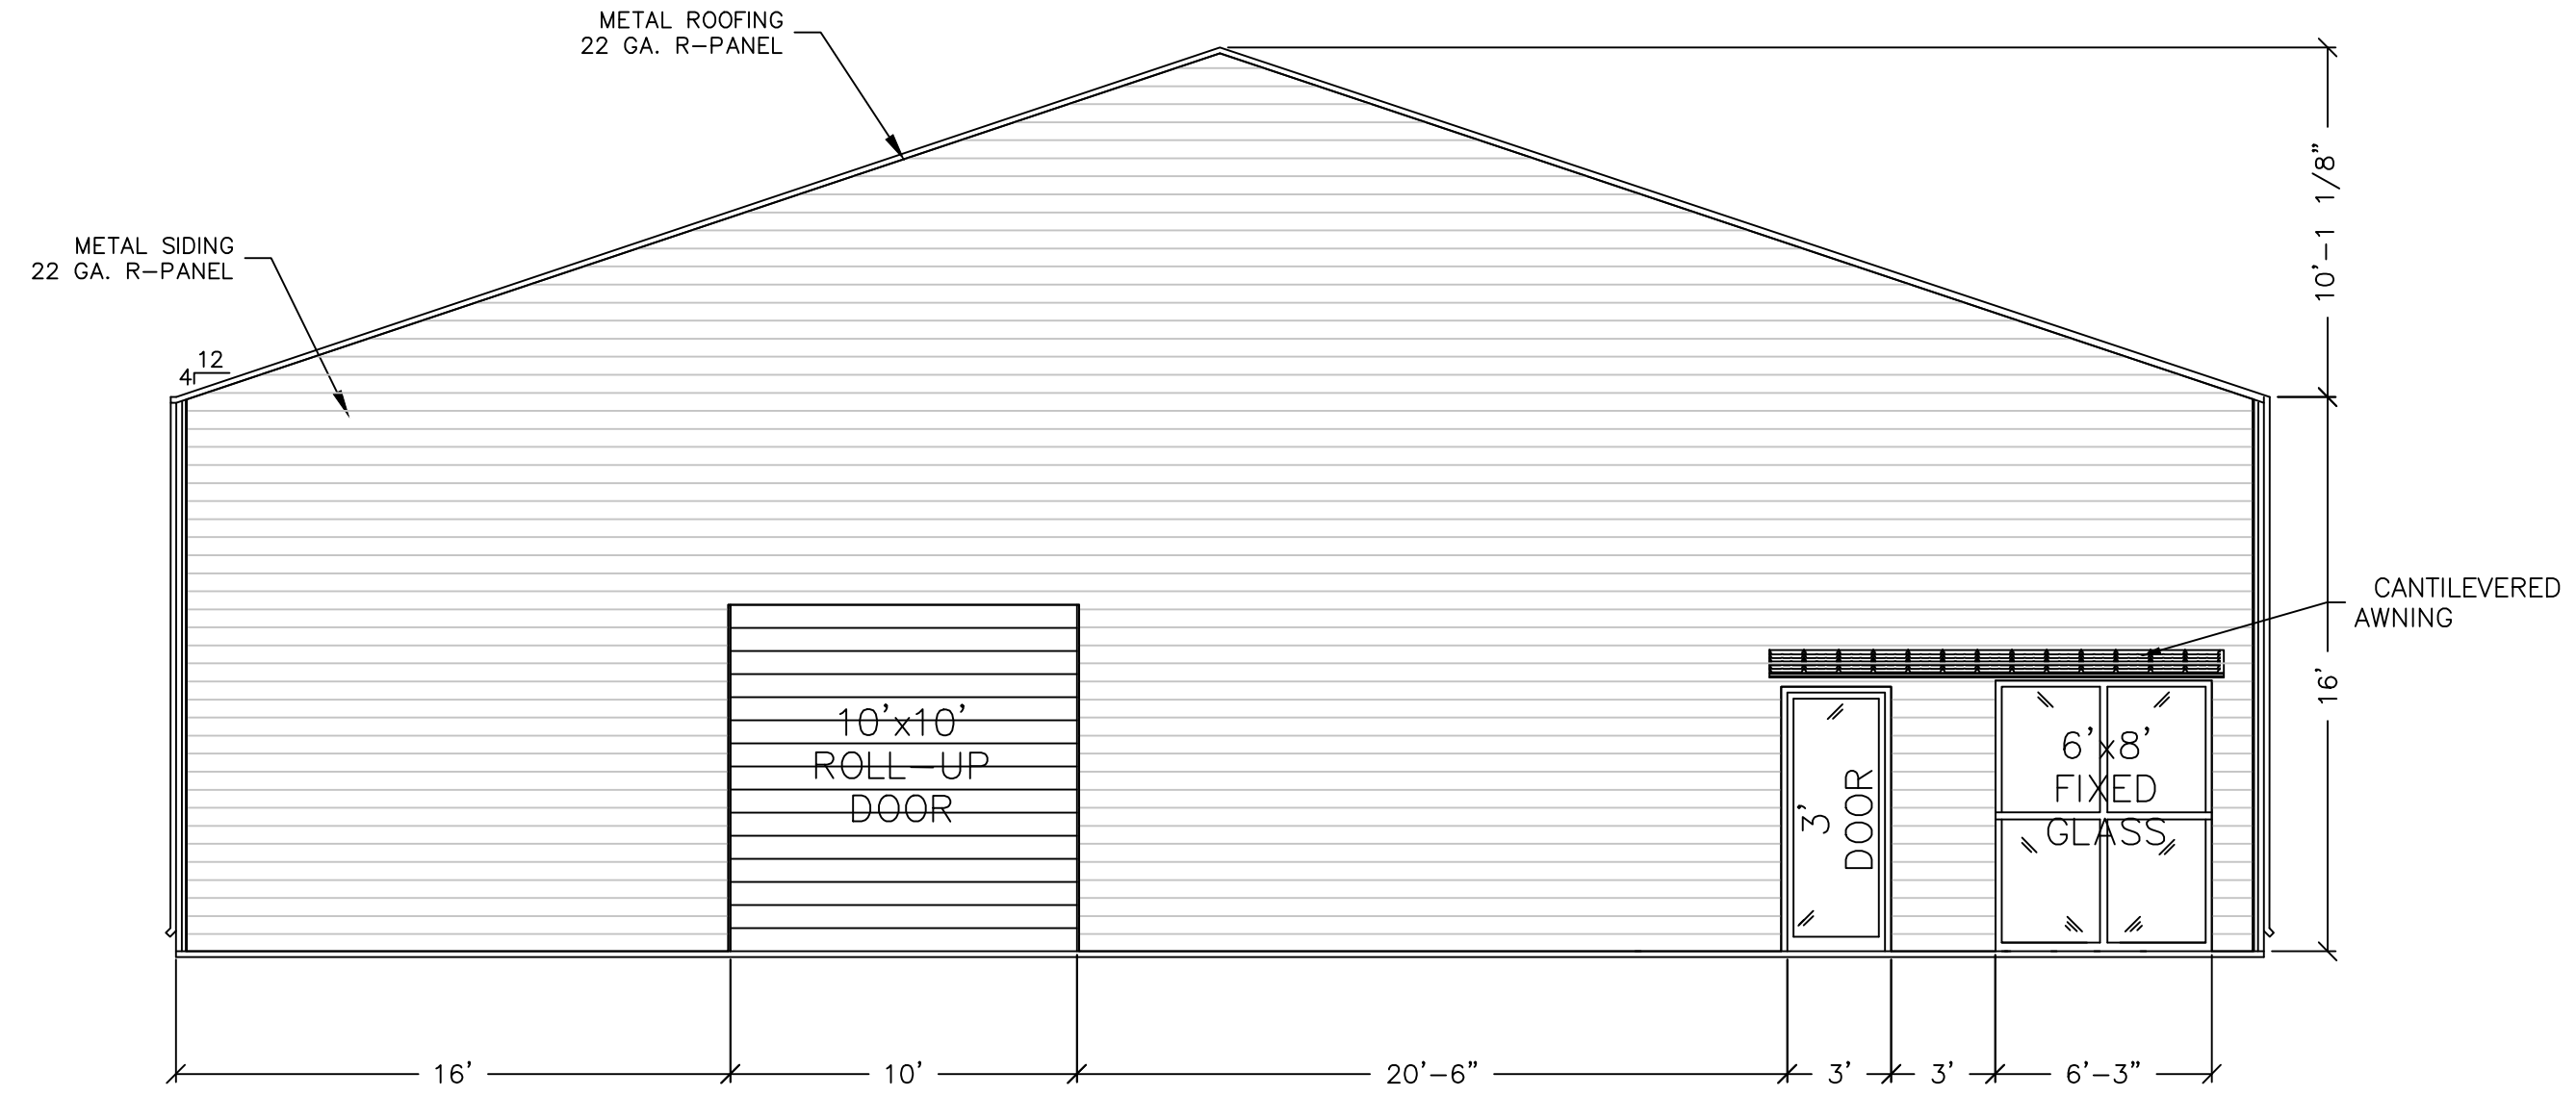 METAL ROOFING
22 GA. R-PANEL
METAL SIDING
22 GA. R-PANEL
12
4
10'-1 1/8"
16'
CANTILEVERED
AWNING
10'x10'
ROLL-UP
DOOR
3'
DOOR
6'x8'
FIXED
GLASS
16'
10'
20'-6"
3'
3'
6'-3"